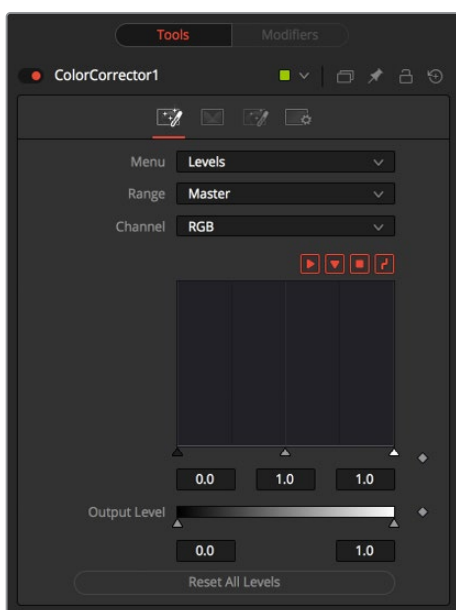 Tools Modifiers
ColorCorrector1
Menu Levels
Range Master
Channel RGB
0.0 1.0 1.0
Output Level
0.0 1.0
Reset All Levels